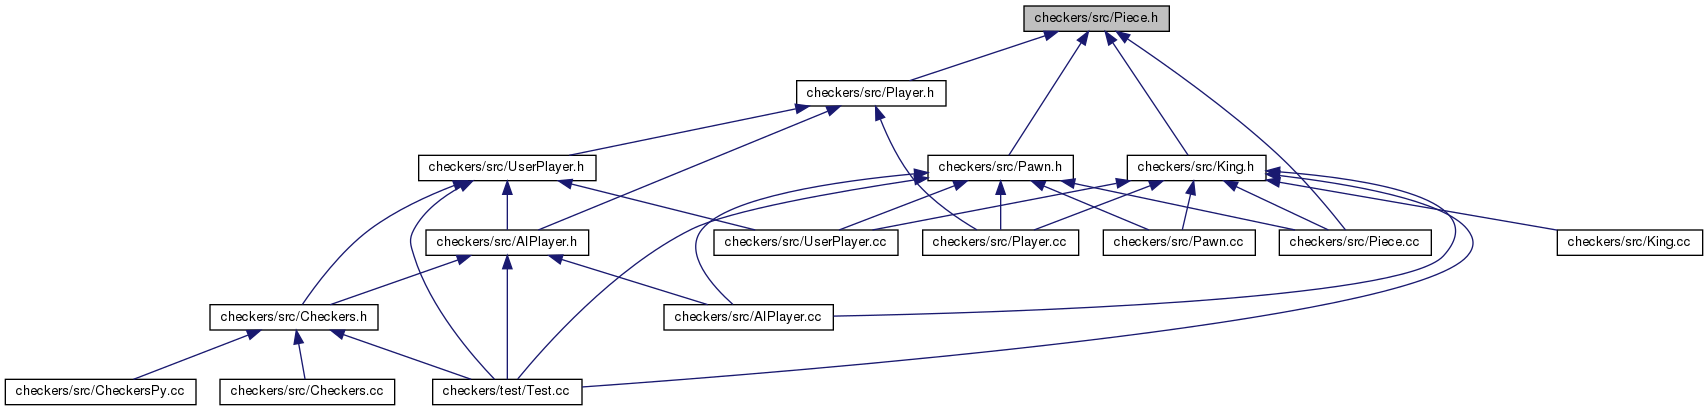 checkers/src/Piece.h
checkers/src/Player.h
checkers/src/UserPlayer.h
checkers/src/Pawn.h
checkers/src/King.h
checkers/src/AIPlayer.h
checkers/src/UserPlayer.cc
checkers/src/Player.cc
checkers/src/Pawn.cc
checkers/src/Piece.cc
checkers/src/King.cc
checkers/src/Checkers.h
checkers/src/AIPlayer.cc
checkers/src/CheckersPy.cc
checkers/src/Checkers.cc
checkers/test/Test.cc